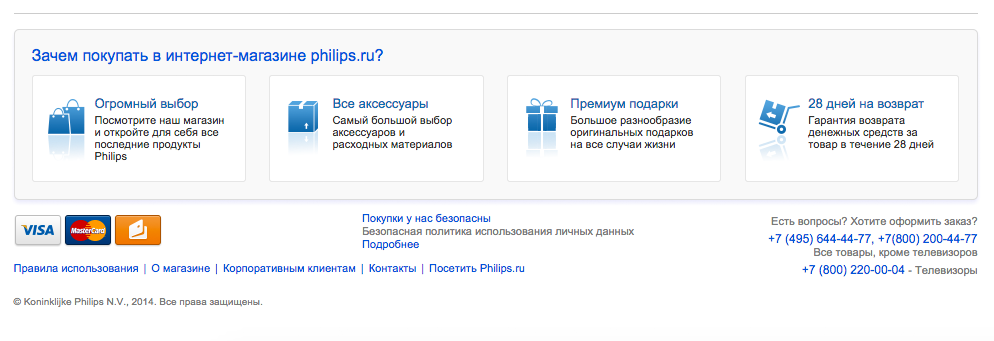 Зачем покупать в интернет-магазине philips.ru?
Огромный выбор
Посмотрите наш магазин
и откройте для себя все
последние продукты
Philips
Все аксессуары
Самый большой выбор
аксессуаров и
расходных материалов
Премиум подарки
Большое разнообразие
оригинальных подарков
на все случаи жизни
28 дней на возврат
Гарантия возврата
денежных средств за
товар в течение 28 дней
VISA
MasterCard
Покупки у нас безопасны
Безопасная политика использования личных данных
Подробнее
Есть вопросы? Хотите оформить заказ?
+7 (495) 644-44-77, +7(800) 200-44-77
Все товары, кроме телевизоров
+7 (800) 220-00-04 - Телевизоры
Правила использования | О магазине | Корпоративным клиентам | Контакты | Посетить Philips.ru
© Koninklijke Philips N.V., 2014. Все права защищены.